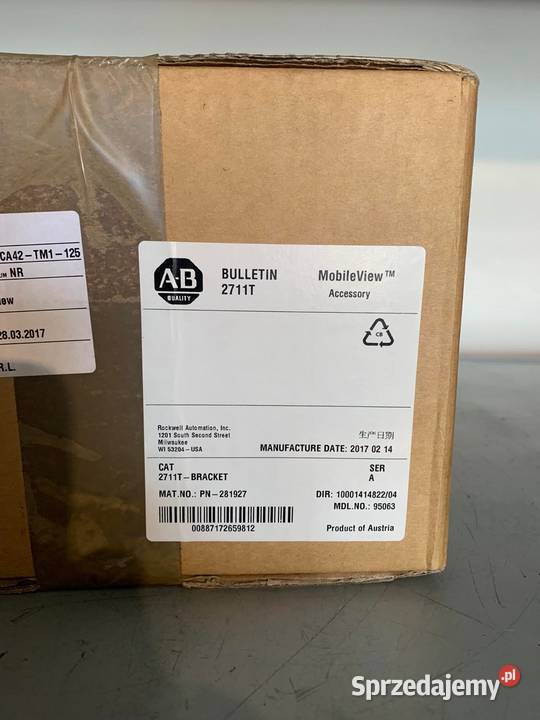 CA42-TM1-125
NR
28.03.2017
R.L.
A-B
QUALITY
BULLETIN
2711T
MobileView™
Accessory
CB
Rockwell Automation, Inc.
1201 South Second Street
Milwaukee
WI 53204-USA
生产日期
MANUFACTURE DATE: 2017 02 14
CAT
2711T-BRACKET
SER
A
MAT.NO.: PN-281927
DIR: 10001414822/04
MDL.NO.: 95063
00887172659812
Product of Austria
Sprzedajemy.pl